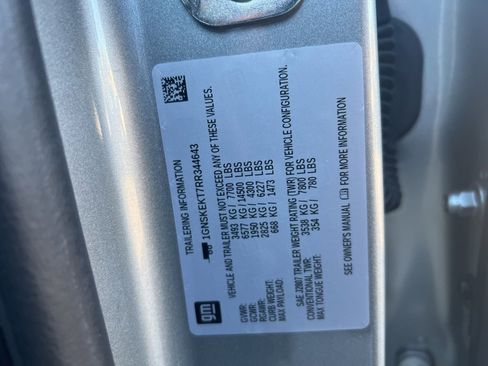 TRAILERING INFORMATION
1GNSKEKT7RR344643
VEHICLE AND TRAILER MUST NOT EXCEED ANY OF THESE VALUES.
GVWR: 3493 KG/ 7700 LBS
GCWR: 6577 KG/ 14500 LBS
RGAWR: 1950 KG/ 4300 LBS
CURB WEIGHT: 2825 KG/ 6227 LBS
MAX PAYLOAD: 668 KG/ 1473 LBS
SAE J2807 TRAILER WEIGHT RATING (TWR) FOR VEHICLE CONFIGURATION.
CONVENTIONAL TWR: 3538 KG/ 7800 LBS
MAX TONGUE WEIGHT: 354 KG/ 780 LBS
SEE OWNER'S MANUAL FOR MORE INFORMATION
gm